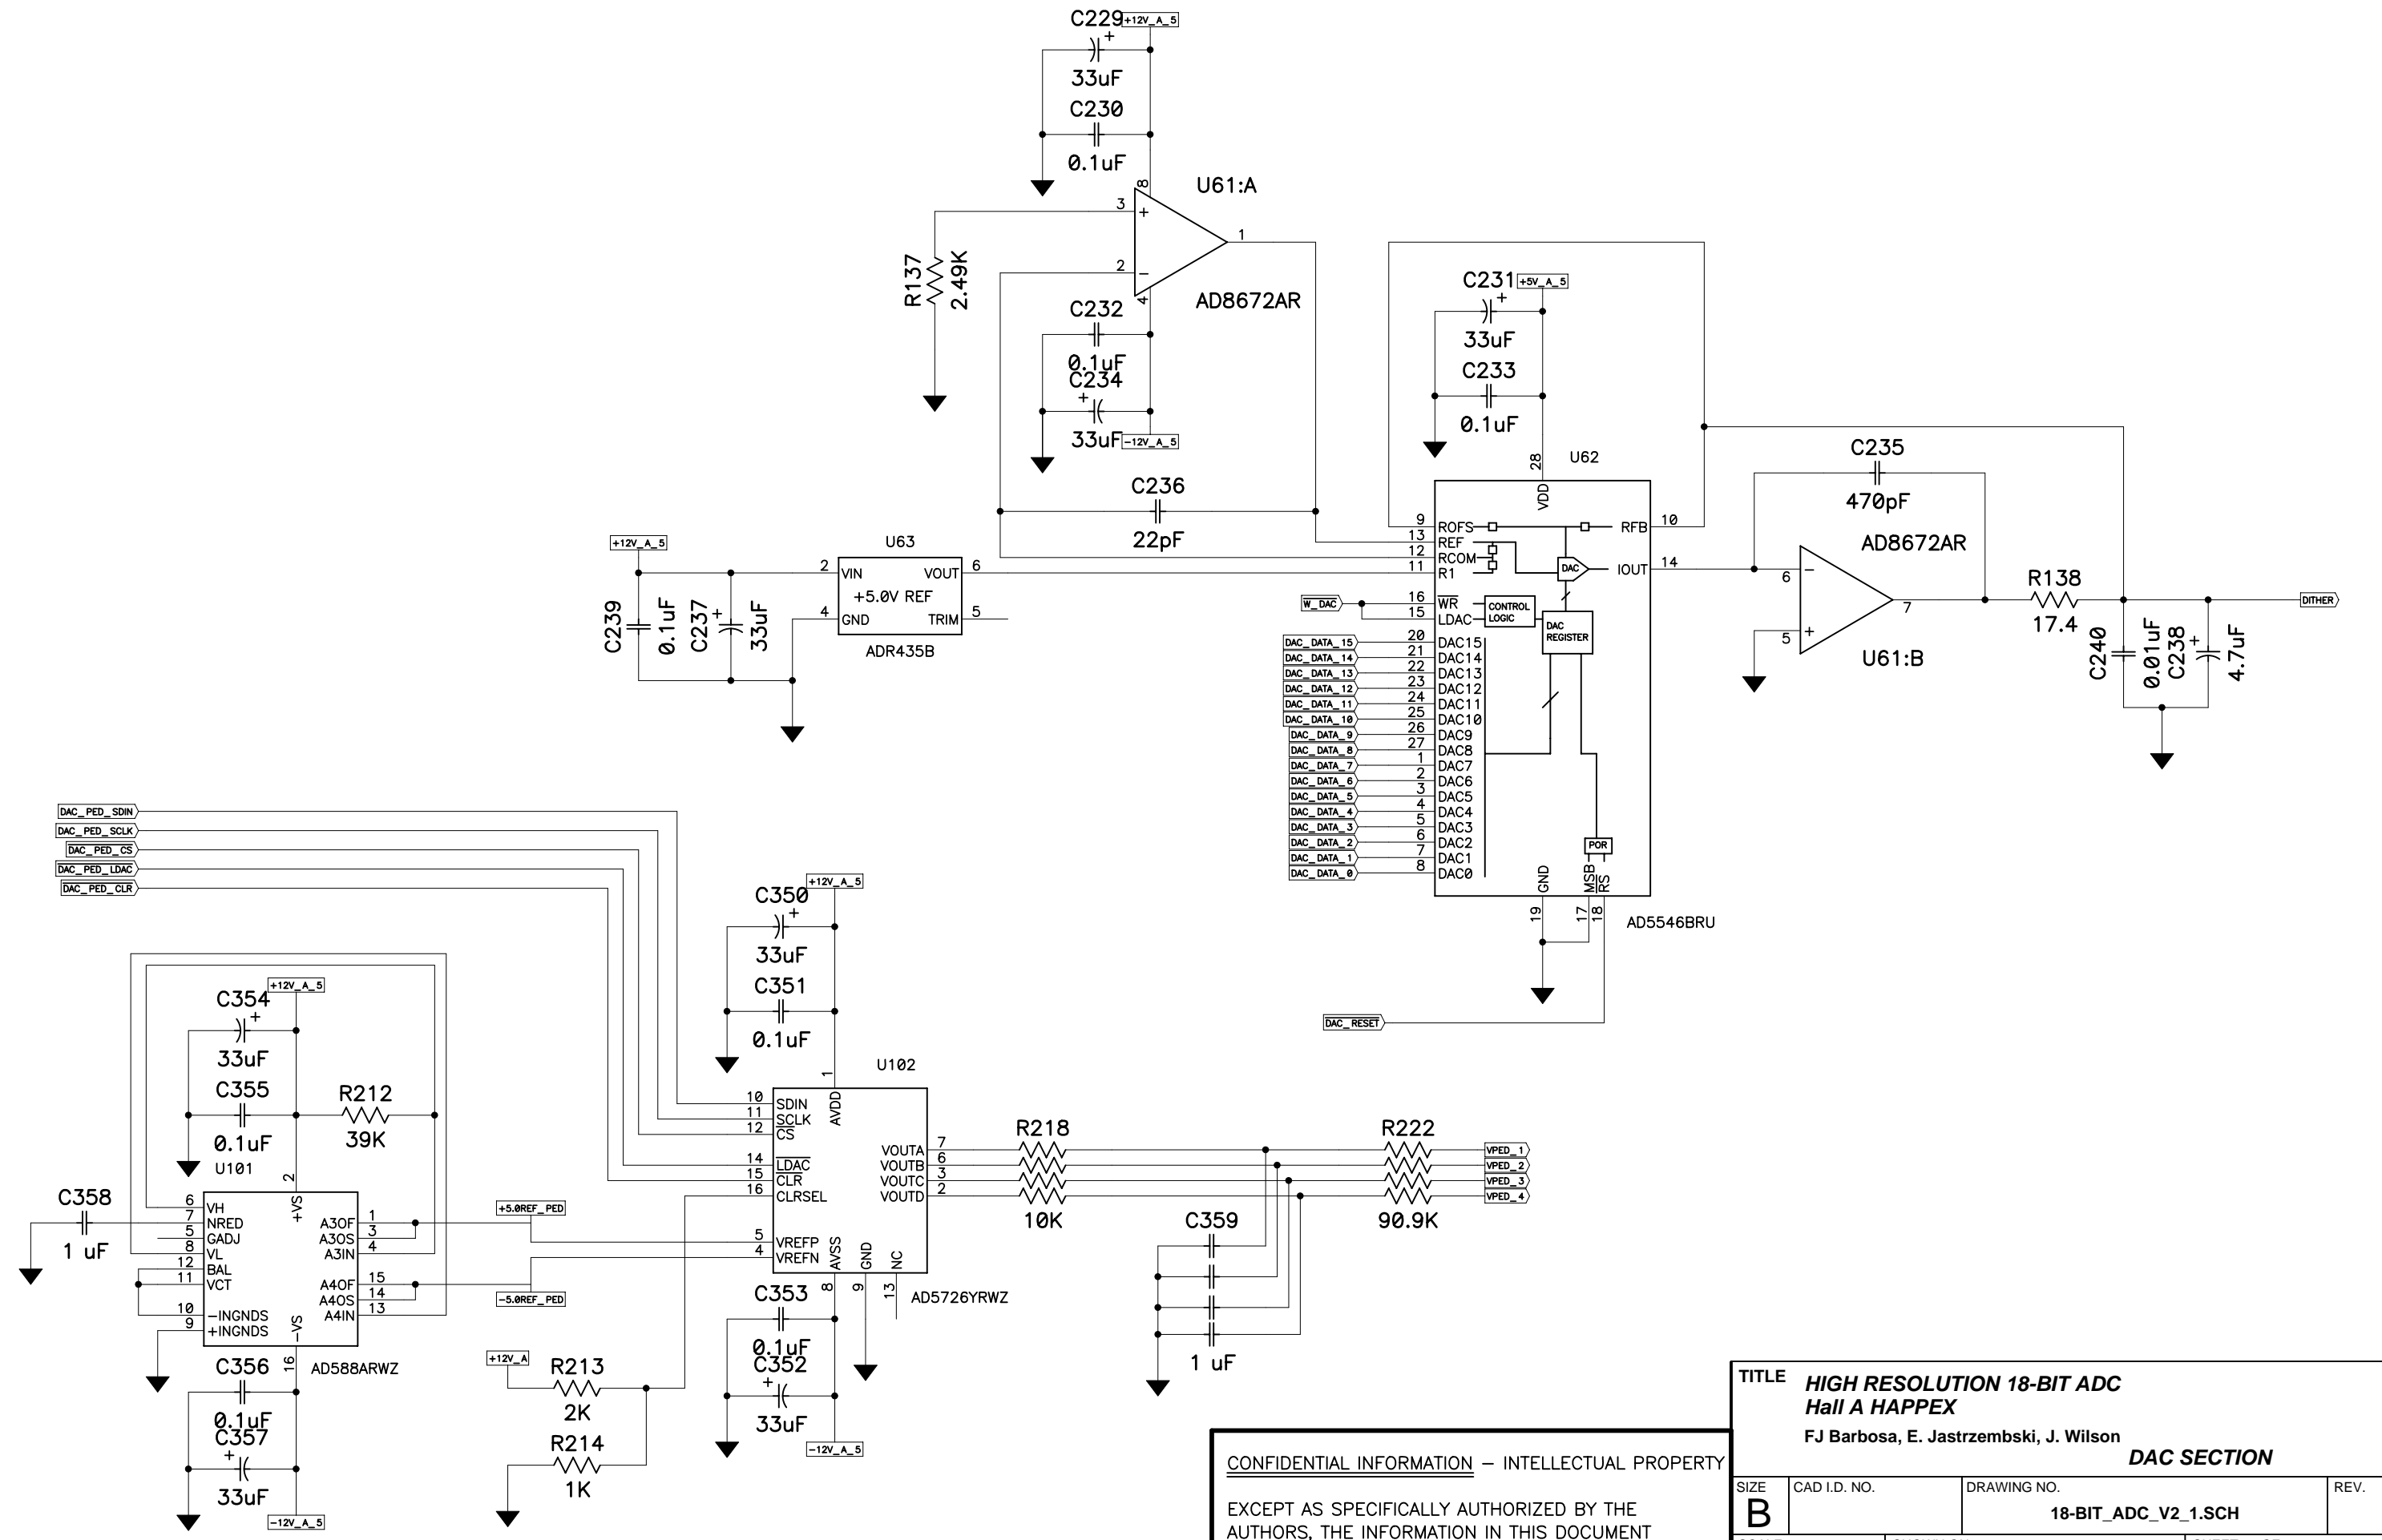 C229
+12V_A_5
+
33uF
C230
0.1uF
8
U61:A
3
+
1
R137
2.49K
2
−
4
AD8672AR
C232
0.1uF
C234
+
33uF
-12V_A_5
C236
22pF
C231
+5V_A_5
+
33uF
C233
0.1uF
28
U62
VDD
9
ROFS
RFB
10
13
REF
12
RCOM
11
R1
DAC
IOUT
14
W_DAC
16
WR
15
LDAC
CONTROL
LOGIC
DAC
REGISTER
DAC_DATA_15
20
DAC15
DAC_DATA_14
21
DAC14
DAC_DATA_13
22
DAC13
DAC_DATA_12
23
DAC12
DAC_DATA_11
24
DAC11
DAC_DATA_10
25
DAC10
DAC_DATA_9
26
DAC9
DAC_DATA_8
27
DAC8
DAC_DATA_7
1
DAC7
DAC_DATA_6
2
DAC6
DAC_DATA_5
3
DAC5
DAC_DATA_4
4
DAC4
DAC_DATA_3
5
DAC3
DAC_DATA_2
6
DAC2
DAC_DATA_1
7
DAC1
DAC_DATA_0
8
DAC0
POR
GND
MSB
RS
19
17
18
AD5546BRU
DAC_RESET
C235
470pF
AD8672AR
6
−
7
5
+
U61:B
R138
17.4
DITHER
C240
0.01uF
C238
+
4.7uF
+12V_A_5
C239
0.1uF
C237
+
33uF
U63
2
VIN
VOUT
6
+5.0V REF
4
GND
TRIM
5
ADR435B
DAC_PED_SDIN
DAC_PED_SCLK
DAC_PED_CS
DAC_PED_LDAC
DAC_PED_CLR
+12V_A_5
C350
+
33uF
C351
0.1uF
1
U102
AVDD
10
SDIN
11
SCLK
12
CS
14
LDAC
15
CLR
16
CLRSEL
5
VREFP
4
VREFN
VOUTA
7
VOUTB
6
VOUTC
3
VOUTD
2
AVSS
GND
NC
8
9
13
AD5726YRWZ
C353
0.1uF
C352
+
33uF
-12V_A_5
R218
10K
R222
90.9K
VPED_1
VPED_2
VPED_3
VPED_4
C359
1 uF
+12V_A_5
C354
+
33uF
C355
0.1uF
R212
39K
U101
2
+VS
C358
1 uF
6
VH
7
NRED
5
GADJ
8
VL
12
BAL
11
VCT
10
−INGNDS
9
+INGNDS
A3OF
1
A3OS
3
A3IN
4
A4OF
15
A4OS
14
A4IN
13
−VS
16
AD588ARWZ
+5.0REF_PED
-5.0REF_PED
C356
0.1uF
C357
+
33uF
-12V_A_5
+12V_A
R213
2K
R214
1K
CONFIDENTIAL INFORMATION − INTELLECTUAL PROPERTY
EXCEPT AS SPECIFICALLY AUTHORIZED BY THE
AUTHORS, THE INFORMATION IN THIS DOCUMENT
TITLE
HIGH RESOLUTION 18-BIT ADC
Hall A HAPPEX
FJ Barbosa, E. Jastrzembski, J. Wilson
DAC SECTION
SIZE
B
CAD I.D. NO.
DRAWING NO.
18-BIT_ADC_V2_1.SCH
REV.